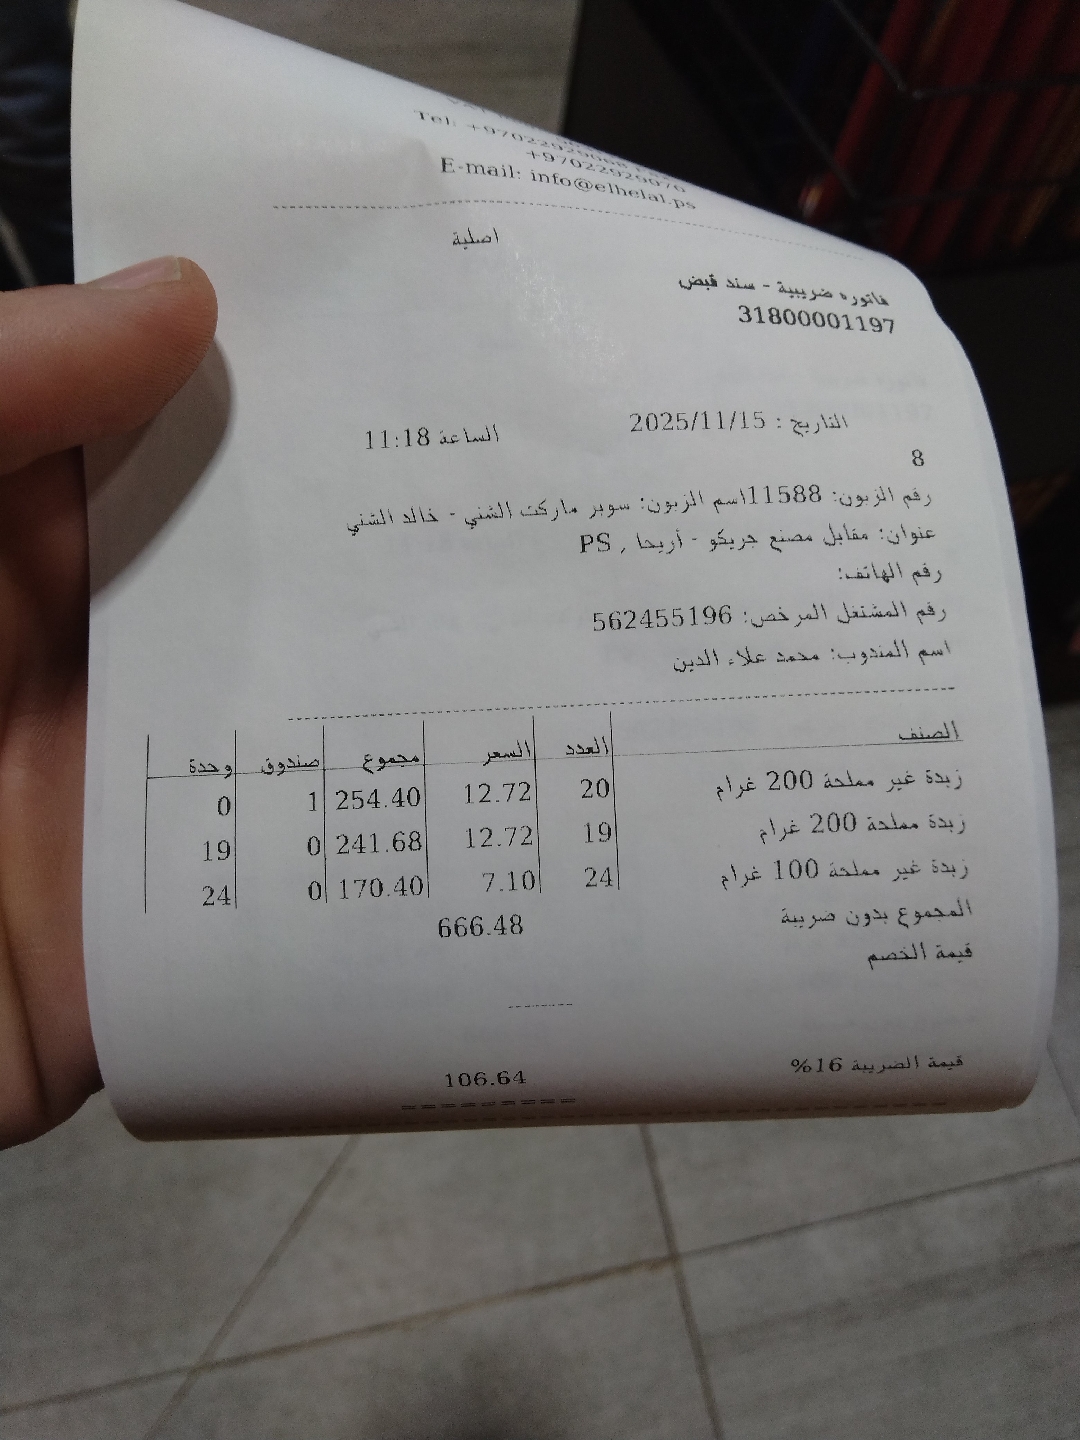 Tel: +97022929068
+97022929070
E-mail: info@elhelal.ps
اصلية
فاتوره ضريبية - سند قبض
31800001197
التاريخ : 2025/11/15 الساعة 11:18
8
رقم الزبون: 11588اسم الزبون: سوبر ماركت الشني - خالد الشني
عنوان: مقابل مصنع جريكو - أريحا , PS
رقم الهاتف:
رقم المشتغل المرخص: 562455196
اسم المندوب: محمد علاء الدين
الصنف العدد السعر مجموع صندوق وحدة
زبدة غير مملحة 200 غرام 20 12.72 254.40 1 0
زبدة مملحة 200 غرام 19 12.72 241.68 0 19
زبدة غير مملحة 100 غرام 24 7.10 170.40 0 24
المجموع بدون ضريبة 666.48
قيمة الخصم
قيمة الضريبة 16% 106.64